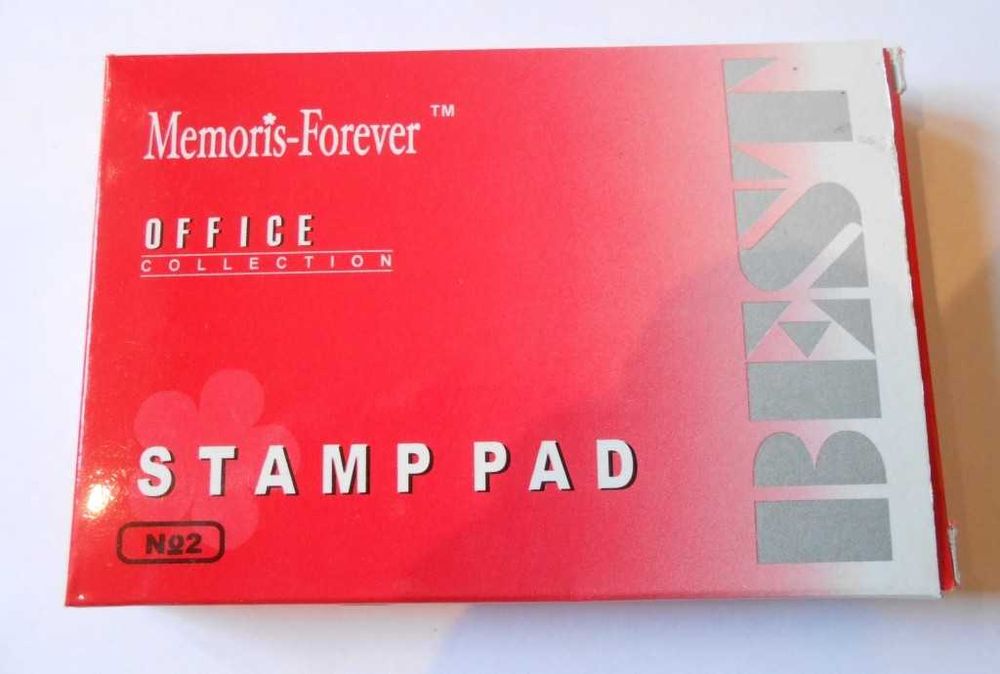 Memoris-Forever™
OFFICE
COLLECTION
STAMP PAD
№2
BEST